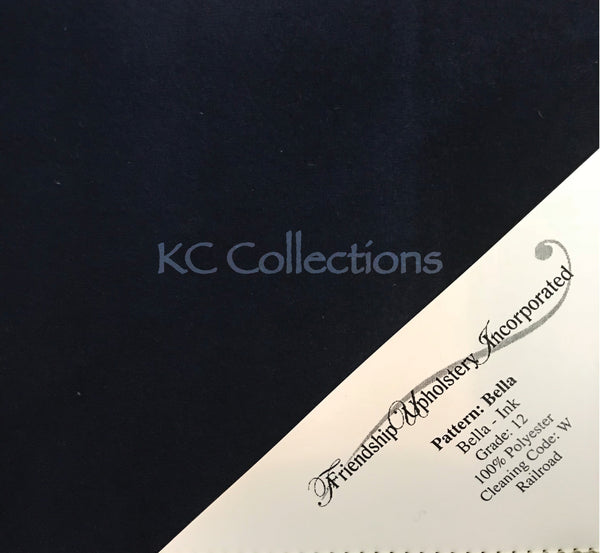 KC Collections
Friendship Upholstery Incorporated
Pattern: Bella
Bella - Ink
Grade: 12
100% Polyester
Cleaning Code: W
Railroad